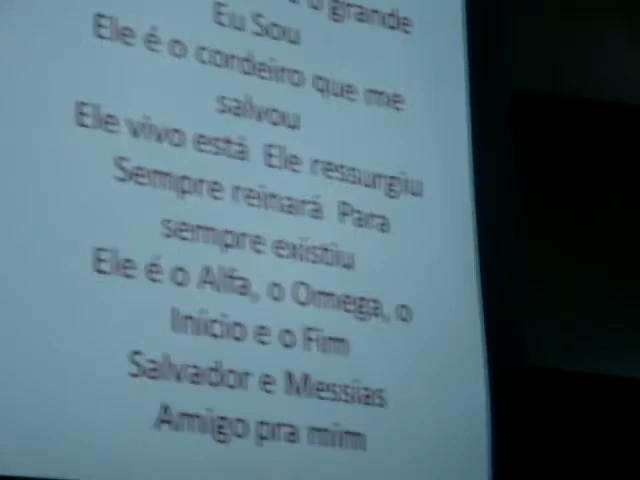 o grande
Eu Sou
Ele é o cordeiro que me
salvou
Ele vivo está Ele ressurgiu
Sempre reinará Para
sempre existiu
Ele é o Alfa, o Omega, o
Início e o Fim
Salvador e Messias
Amigo pra mim